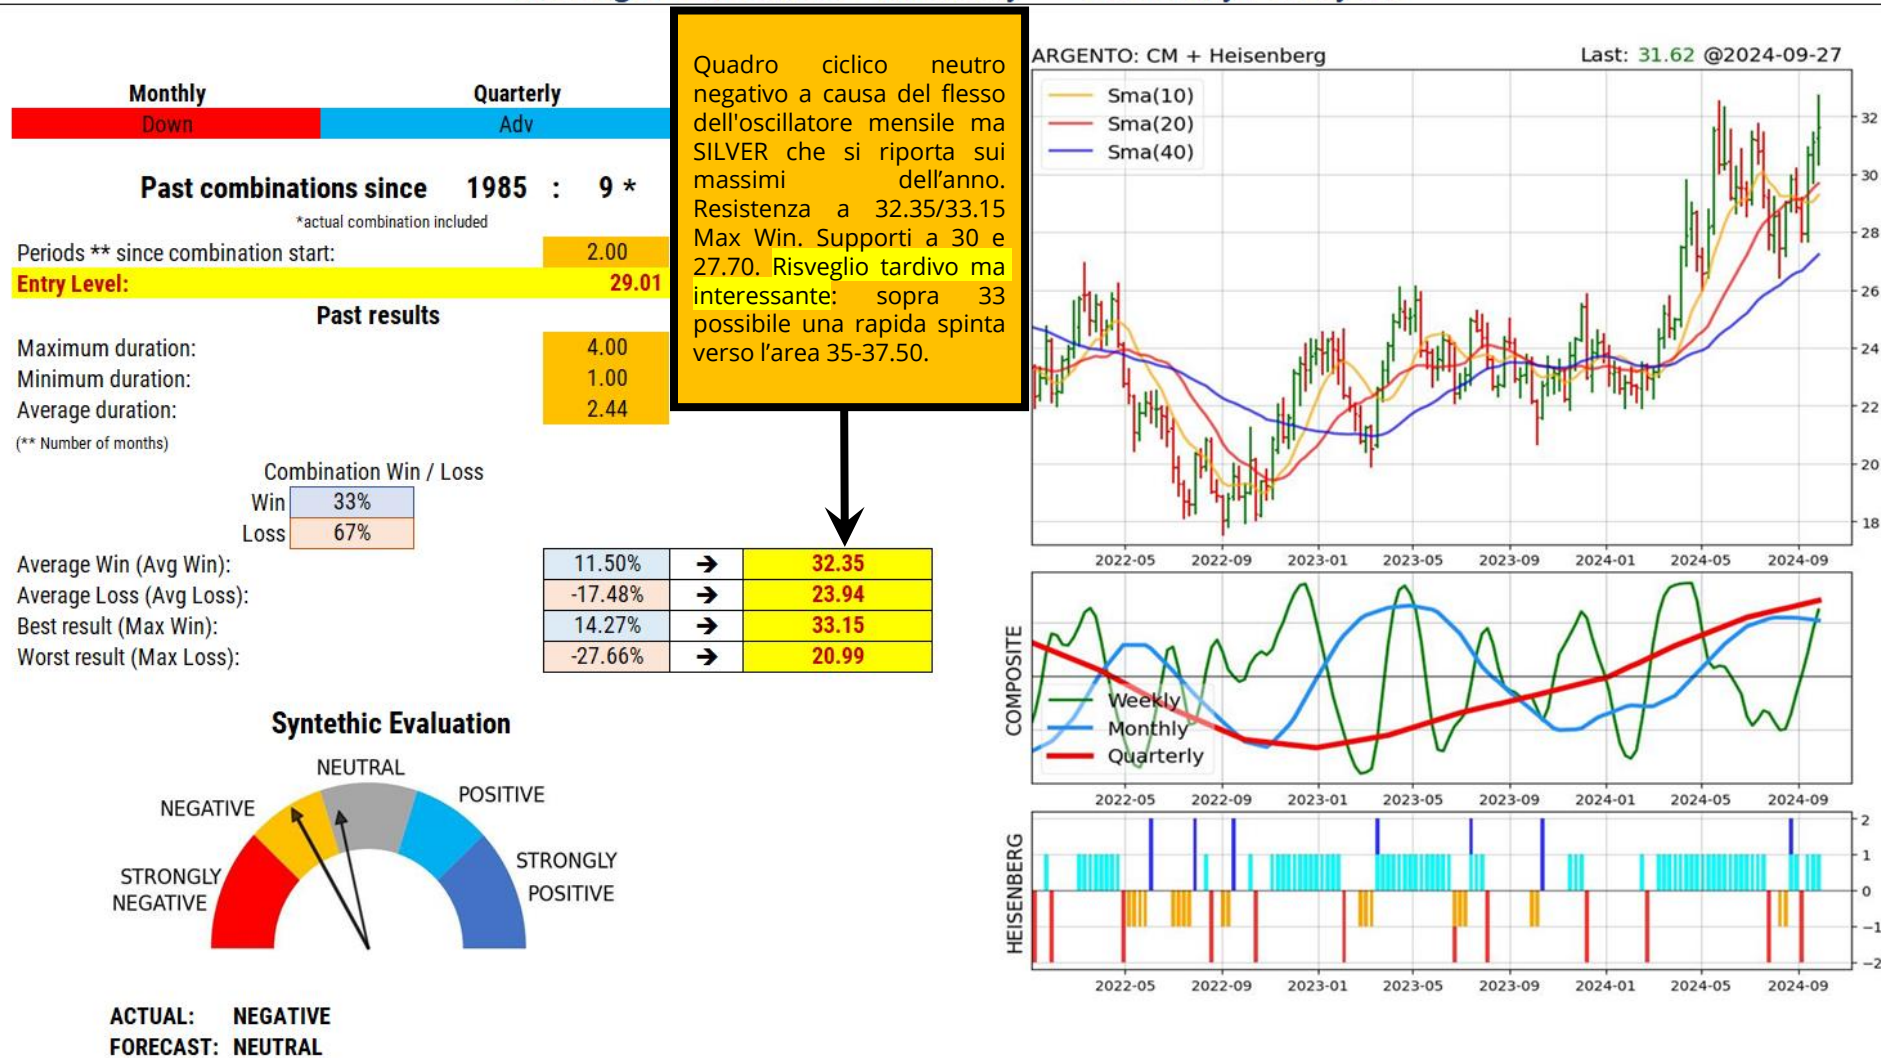 Monthly Quarterly
Down Adv
Past combinations since 1985 : 9 *
*actual combination included
Periods ** since combination start: 2.00
Entry Level: 29.01
Past results
Maximum duration: 4.00
Minimum duration: 1.00
Average duration: 2.44
(** Number of months)
Combination Win / Loss
Win 33%
Loss 67%
Average Win (Avg Win): 11.50% ➔ 32.35
Average Loss (Avg Loss): -17.48% ➔ 23.94
Best result (Max Win): 14.27% ➔ 33.15
Worst result (Max Loss): -27.66% ➔ 20.99
Quadro ciclico neutro
negativo a causa del flesso
dell'oscillatore mensile ma
SILVER che si riporta sui
massimi dell’anno.
Resistenza a 32.35/33.15
Max Win. Supporti a 30 e
27.70. Risveglio tardivo ma
interessante: sopra 33
possibile una rapida spinta
verso l’area 35-37.50.
Syntethic Evaluation
NEUTRAL
NEGATIVE
POSITIVE
STRONGLY
NEGATIVE
STRONGLY
POSITIVE
ACTUAL: NEGATIVE
FORECAST: NEUTRAL
ARGENTO: CM + Heisenberg Last: 31.62 @2024-09-27
Sma(10)
Sma(20)
Sma(40)
32
30
28
26
24
22
20
18
2022-05 2022-09 2023-01 2023-05 2023-09 2024-01 2024-05 2024-09
COMPOSITE
Weekly
Monthly
Quarterly
2022-05 2022-09 2023-01 2023-05 2023-09 2024-01 2024-05 2024-09
HEISENBERG
2
1
0
−1
−2
2022-05 2022-09 2023-01 2023-05 2023-09 2024-01 2024-05 2024-09